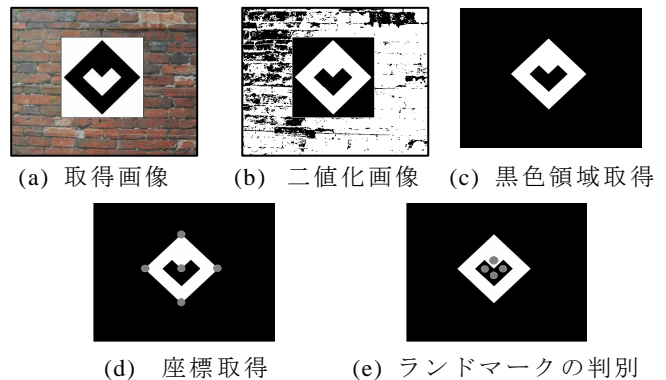 (a) 取得画像
(b) 二値化画像
(c) 黒色領域取得
(d) 座標取得
(e) ランドマークの判別